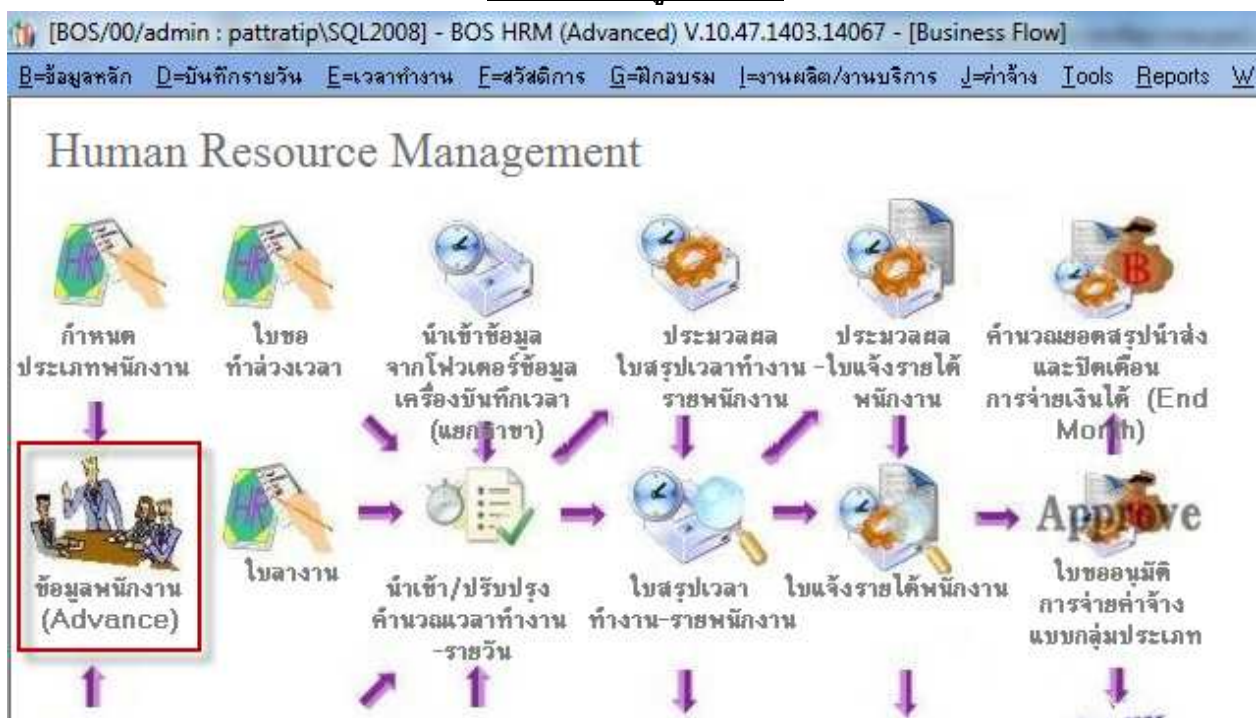 [BOS/00/admin : pattratip\SQL2008] - BOS HRM (Advanced) V.10.47.1403.14067 - [Business Flow]
B=ข้อมูลหลัก D=บันทึกรายวัน E=เวลาทำงาน F=สวัสดิการ G=ฝึกอบรม I=งานผลิต/งานบริการ J=ค่าจ้าง Tools Reports W
Human Resource Management
กำหนด
ประเภทพนักงาน
ใบขอ
ทำล่วงเวลา
นำเข้าข้อมูล
จากโฟวเดอร์ข้อมูล
เครื่องบันทึกเวลา
(แยกสาขา)
ประมวลผล
ใบสรุปเวลาทำงาน
รายพนักงาน
ประมวลผล
-ใบแจ้งรายได้
พนักงาน
คำนวณยอดสรุปนำส่ง
และปิดเดือน
การจ่ายเงินได้ (End
Month)
ข้อมูลพนักงาน
(Advance)
ใบลางาน
นำเข้า/ปรับปรุง
คำนวณเวลาทำงาน
-รายวัน
ใบสรุปเวลา
ทำงาน-รายพนักงาน
ใบแจ้งรายได้พนักงาน
Approve
ใบขออนุมัติ
การจ่ายค่าจ้าง
แบบกลุ่มประเภท